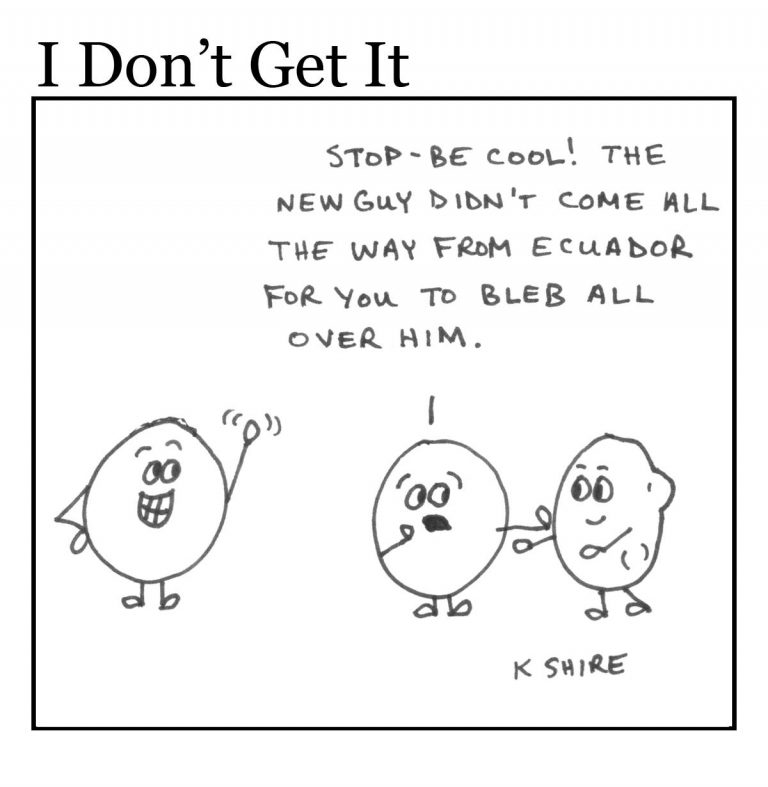 I Don't Get It
STOP - BE COOL! THE
NEW GUY DIDN'T COME ALL
THE WAY FROM ECUADOR
FOR YOU TO BLEB ALL
OVER HIM.
K SHIRE